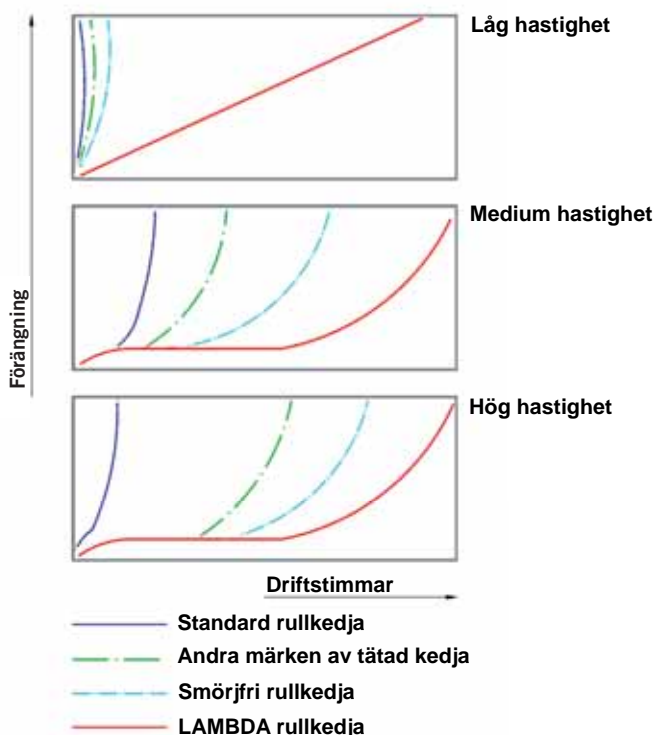 Låg hastighet
Medium hastighet
Förängning
Hög hastighet
Driftstimmar
Standard rullkedja
Andra märken av tätad kedja
Smörjfri rullkedja
LAMBDA rullkedja